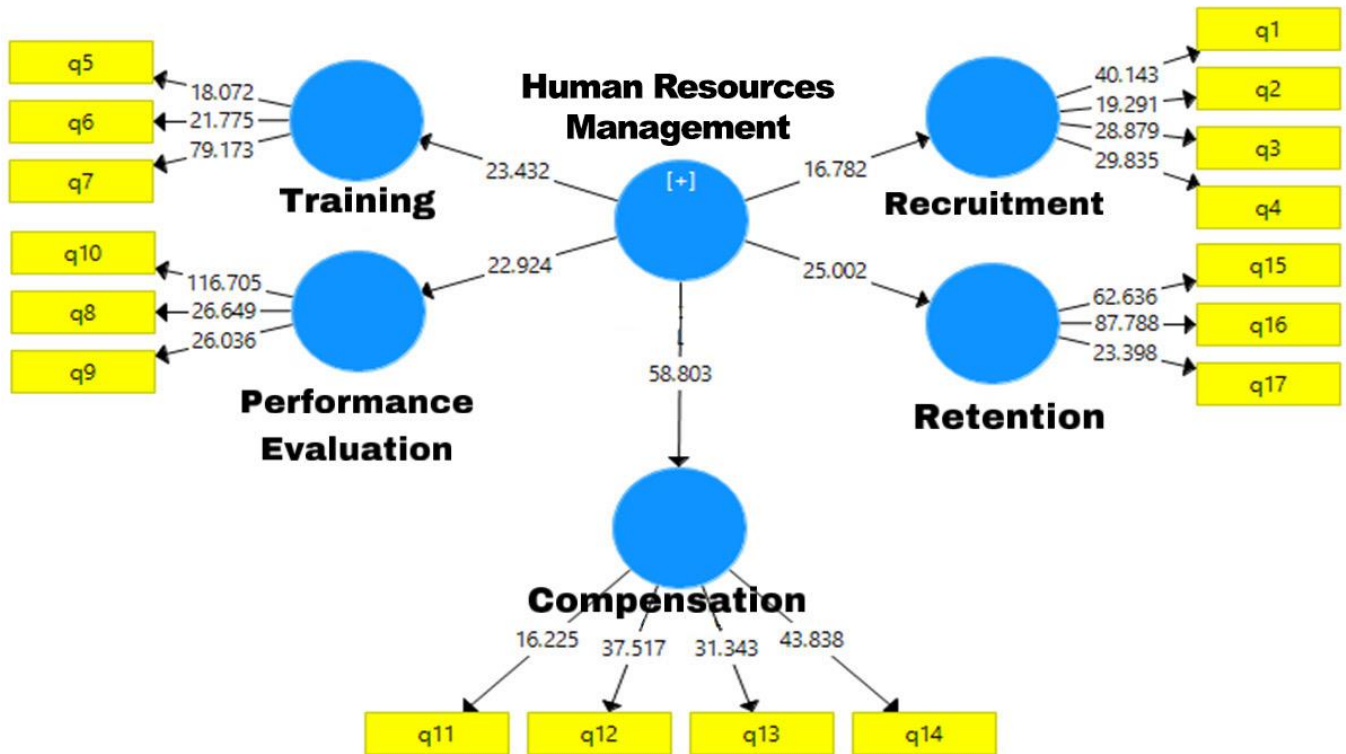 q5
q6
q7
18.072
21.775
79.173
Training
q10
q8
q9
116.705
26.649
26.036
Performance
Evaluation
Human Resources
Management
[+]
23.432
22.924
16.782
25.002
58.803
Recruitment
40.143
19.291
28.879
29.835
q1
q2
q3
q4
Retention
62.636
87.788
23.398
q15
q16
q17
Compensation
16.225
37.517
31.343
43.838
q11
q12
q13
q14